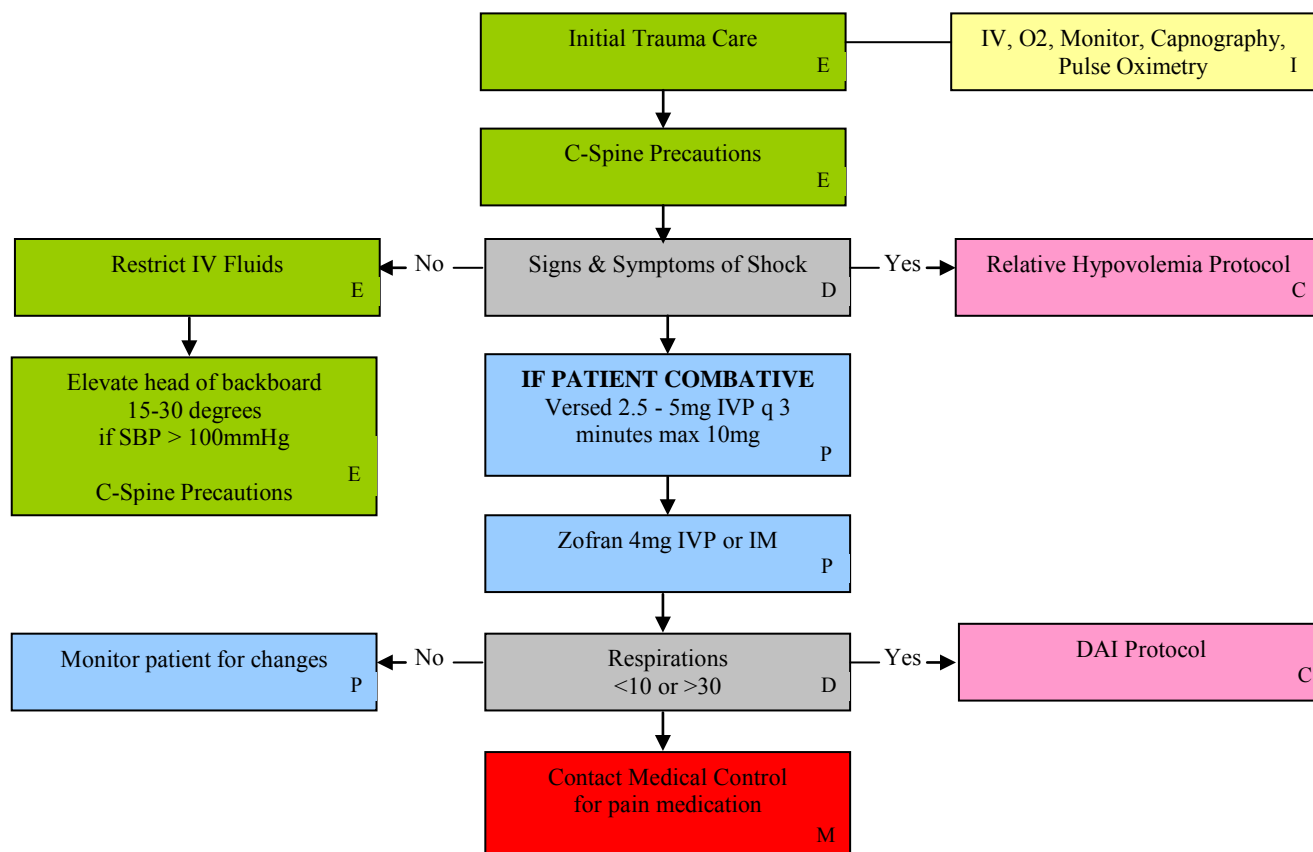 Initial Trauma Care
E
IV, O2, Monitor, Capnography,
Pulse Oximetry
I
C-Spine Precautions
E
Restrict IV Fluids
E
No
Signs & Symptoms of Shock
D
Yes
Relative Hypovolemia Protocol
C
Elevate head of backboard
15-30 degrees
if SBP > 100mmHg
E
C-Spine Precautions
IF PATIENT COMBATIVE
Versed 2.5 - 5mg IVP q 3
minutes max 10mg
P
Zofran 4mg IVP or IM
P
Monitor patient for changes
P
No
Respirations
<10 or >30
D
Yes
DAI Protocol
C
Contact Medical Control
for pain medication
M